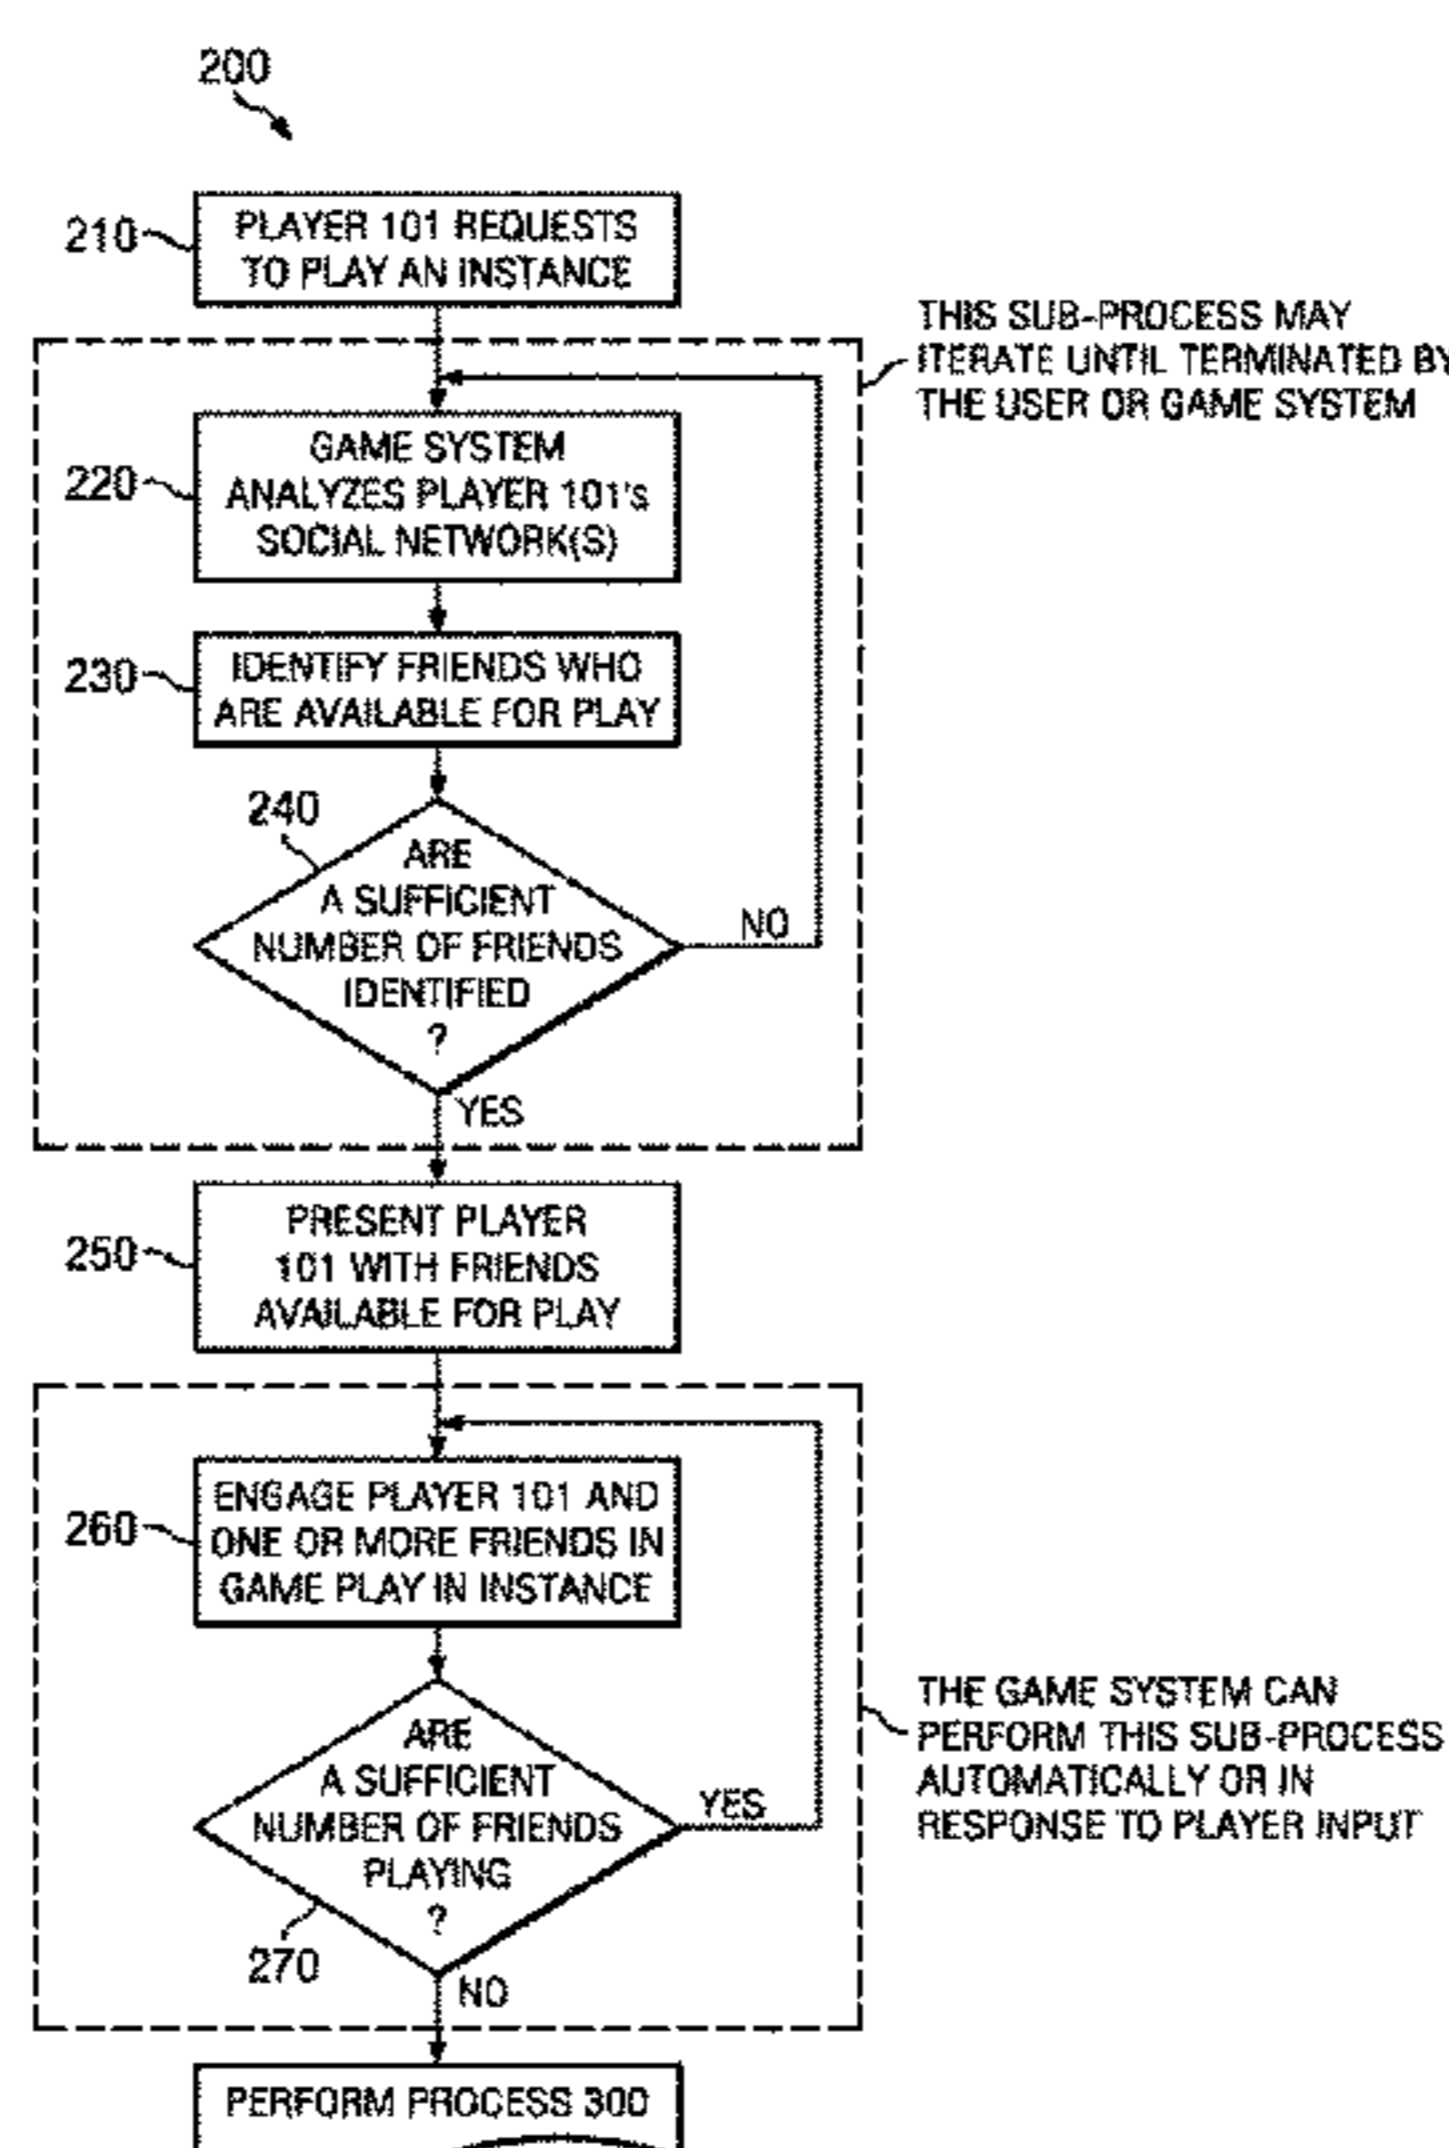 200
210
PLAYER 101 REQUESTS
TO PLAY AN INSTANCE
THIS SUB-PROCESS MAY
ITERATE UNTIL TERMINATED BY
THE USER OR GAME SYSTEM
220
GAME SYSTEM
ANALYZES PLAYER 101's
SOCIAL NETWORK(S)
230
IDENTIFY FRIENDS WHO
ARE AVAILABLE FOR PLAY
240
ARE
A SUFFICIENT
NUMBER OF FRIENDS
IDENTIFIED
?
NO
YES
250
PRESENT PLAYER
101 WITH FRIENDS
AVAILABLE FOR PLAY
260
ENGAGE PLAYER 101 AND
ONE OR MORE FRIENDS IN
GAME PLAY IN INSTANCE
THE GAME SYSTEM CAN
PERFORM THIS SUB-PROCESS
AUTOMATICALLY OR IN
RESPONSE TO PLAYER INPUT
ARE
A SUFFICIENT
NUMBER OF FRIENDS
PLAYING
?
YES
270
NO
PERFORM PROCESS 300